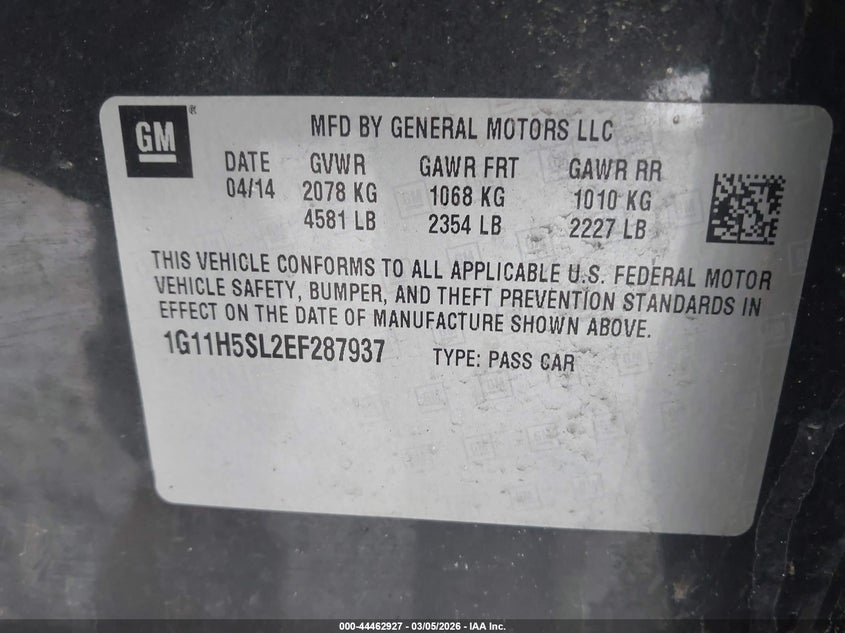 GM®
MFD BY GENERAL MOTORS LLC
DATE GVWR GAWR FRT GAWR RR
04/14 2078 KG 1068 KG 1010 KG
4581 LB 2354 LB 2227 LB
THIS VEHICLE CONFORMS TO ALL APPLICABLE U.S. FEDERAL MOTOR
VEHICLE SAFETY, BUMPER, AND THEFT PREVENTION STANDARDS IN
EFFECT ON THE DATE OF MANUFACTURE SHOWN ABOVE.
1G11H5SL2EF287937 TYPE: PASS CAR
000-44462927 - 03/05/2026 - IAA Inc.